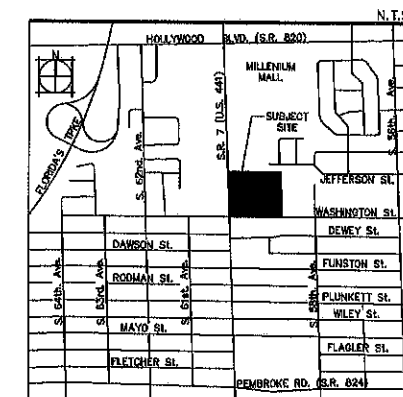 N.T.S
HOLLYWOOD BLVD. (S.R. 820)
N
MILLENIUM
MALL
SUBJECT
SITE
FLORIDA'S TPKE
S. 62nd. Ave.
S.R. 7 (U.S. 441)
S. 56th. Ave.
JEFFERSON St.
WASHINGTON St.
DEWEY St.
DAWSON St.
FUNSTON St.
RODMAN St.
S. 64th. Ave.
S. 63rd. Ave.
S. 61st. Ave.
S. 58th. Ave.
PLUNKETT St.
WILEY St.
MAYO St.
FLAGLER St.
FLETCHER St.
PEMBROKE RD. (S.R. 824)